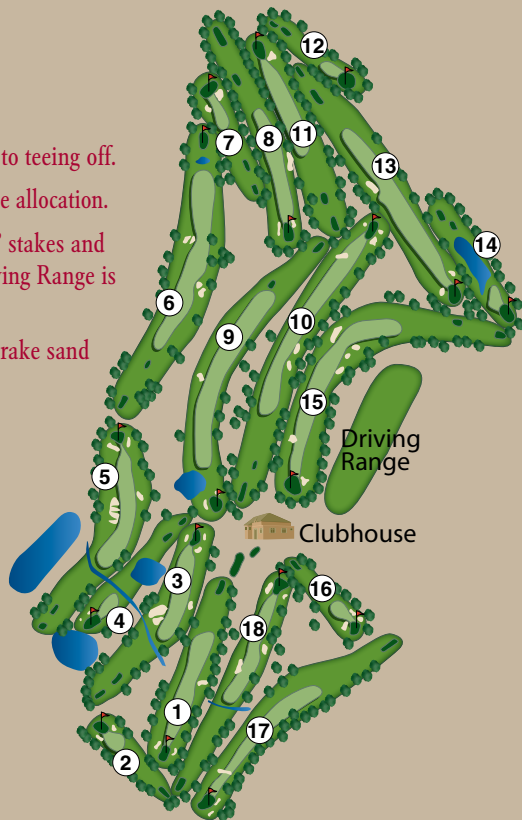 to teeing off.
e allocation.
stakes and
ving Range is
rake sand
12
7
8
11
13
14
6
9
10
15
Driving
Range
5
Clubhouse
3
16
4
18
1
17
2